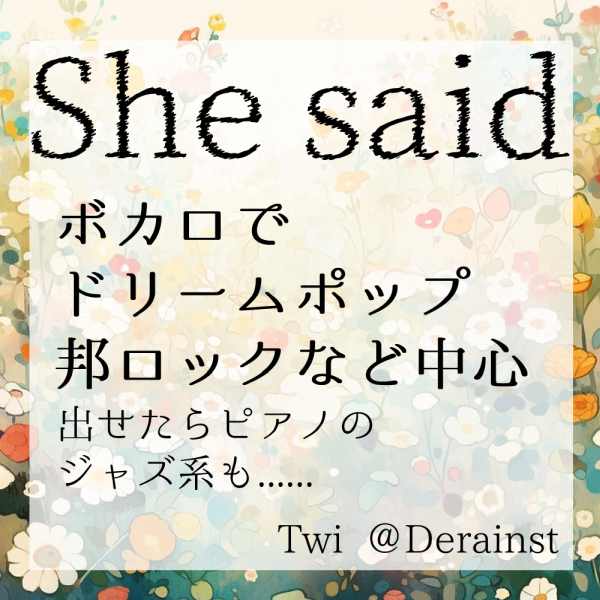 She said
ボカロで
ドリームポップ
邦ロックなど中心
出せたらピアノの
ジャズ系も......
Twi @Derainst